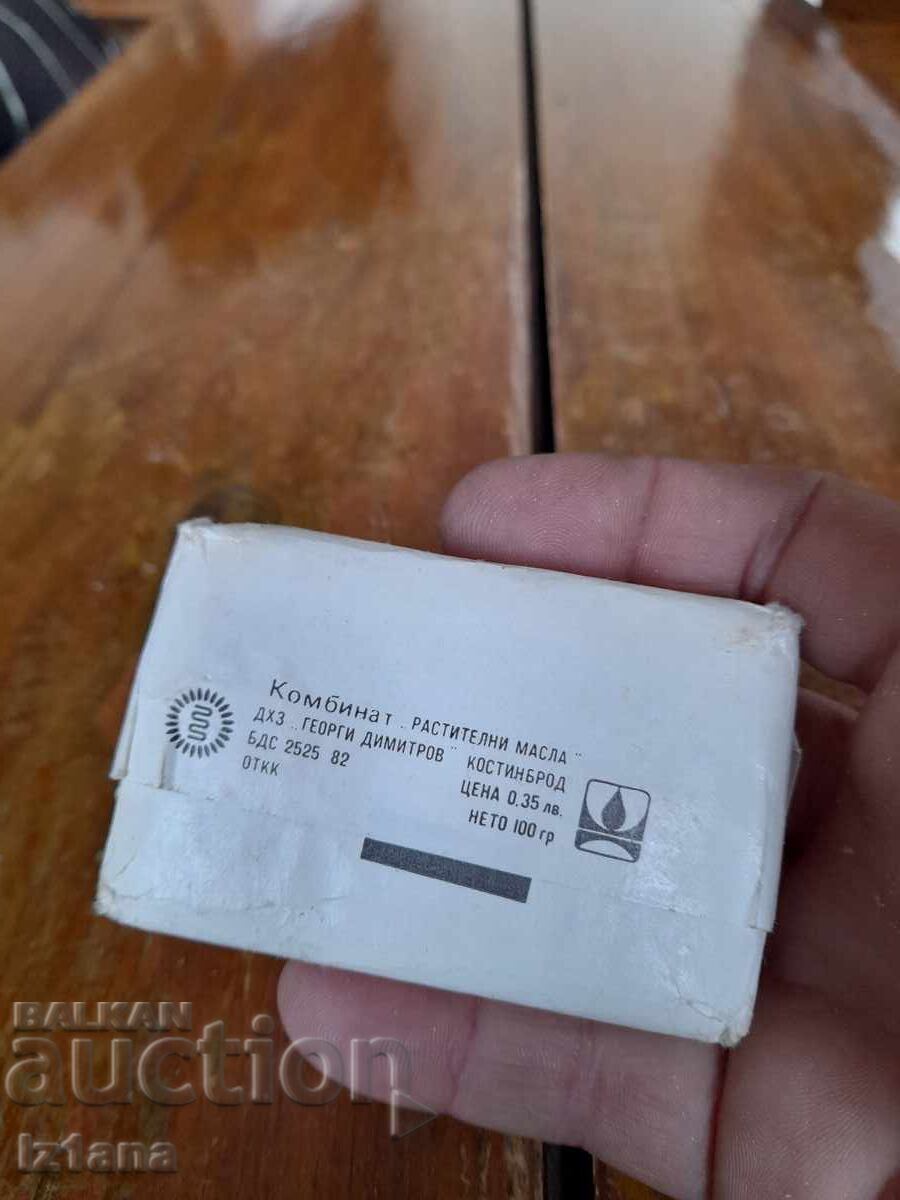 Комбинат „РАСТИТЕЛНИ МАСЛА"
ДХЗ „ГЕОРГИ ДИМИТРОВ" КОСТИНБРОД
БДС 2525 82
ЦЕНА 0.35 лв.
ОТКК
НЕТО 100 гр
BALKAN
auction
Iz1ana